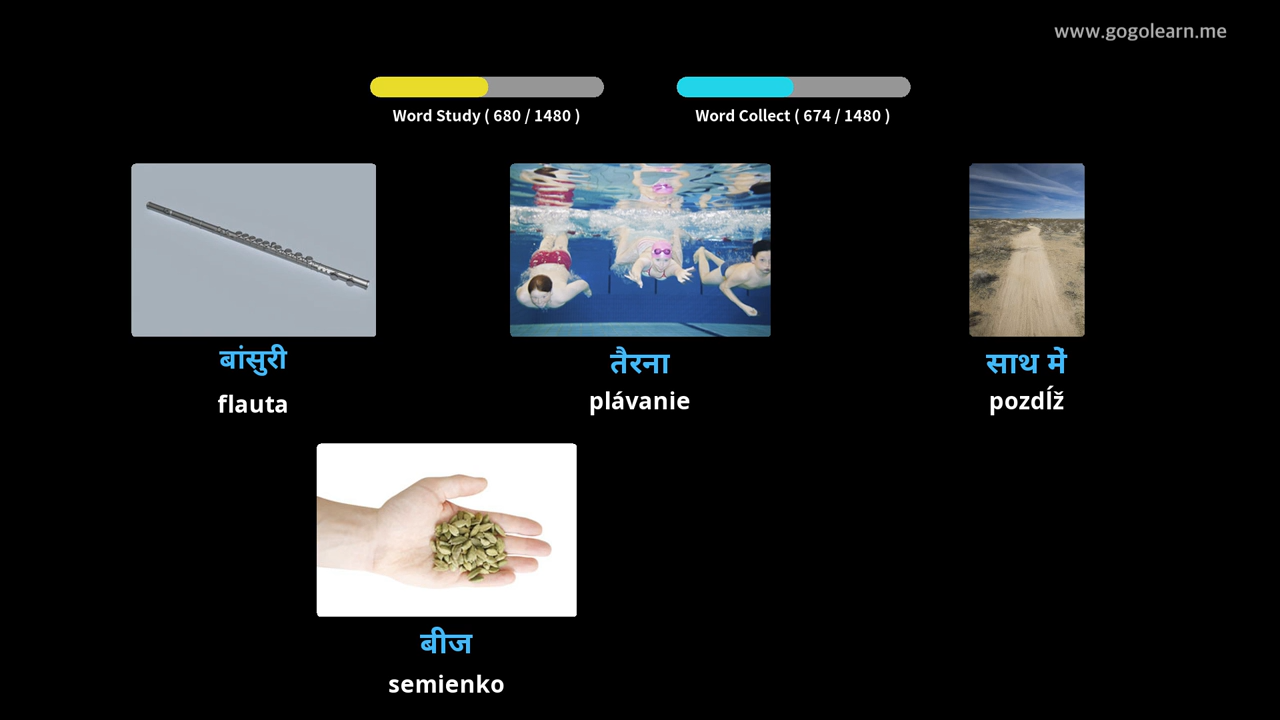 www.gogolearn.me
Word Study ( 680 / 1480 )
Word Collect ( 674 / 1480 )
बांसुरी
flauta
तैरना
plávanie
साथ में
pozdĺž
बीज
semienko